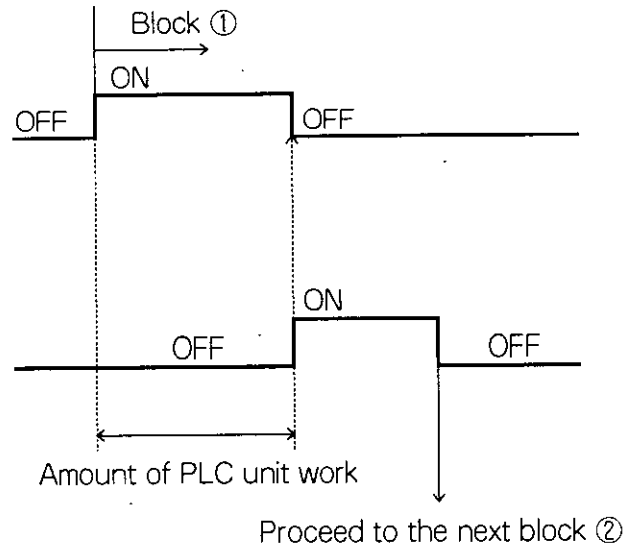 Block ①
ON
OFF
OFF
ON
OFF
OFF
Amount of PLC unit work
Proceed to the next block ②